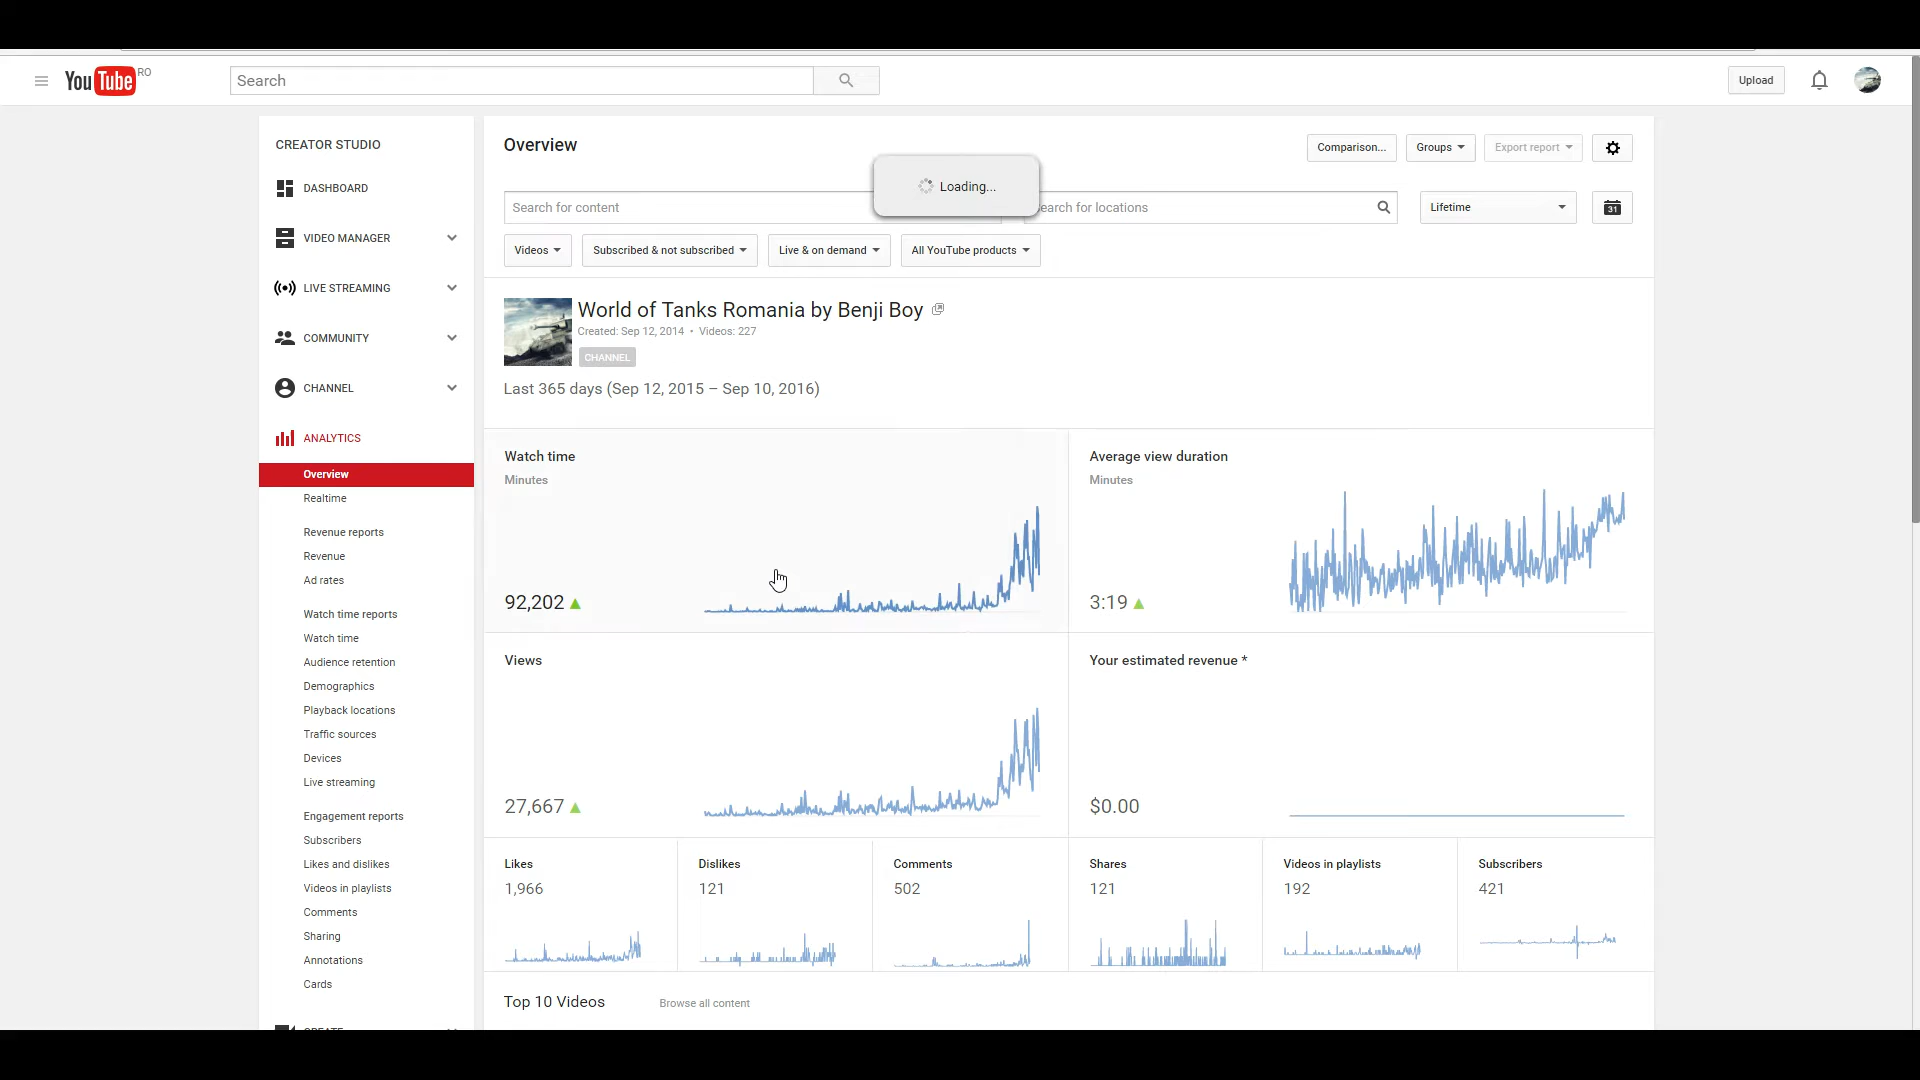 YouTube RO
Search
Upload
CREATOR STUDIO
DASHBOARD
VIDEO MANAGER
LIVE STREAMING
COMMUNITY
CHANNEL
ANALYTICS
Overview
Realtime
Revenue reports
Revenue
Ad rates
Watch time reports
Watch time
Audience retention
Demographics
Playback locations
Traffic sources
Devices
Live streaming
Engagement reports
Subscribers
Likes and dislikes
Videos in playlists
Comments
Sharing
Annotations
Cards
Overview
Comparison...
Groups
Export report
Loading...
Search for content
earch for locations
Lifetime
31
Videos
Subscribed & not subscribed
Live & on demand
All YouTube products
World of Tanks Romania by Benji Boy
Created: Sep 12, 2014 • Videos: 227
CHANNEL
Last 365 days (Sep 12, 2015 – Sep 10, 2016)
Watch time
Minutes
92,202
Average view duration
Minutes
3:19
Views
27,667
Your estimated revenue *
$0.00
Likes
1,966
Dislikes
121
Comments
502
Shares
121
Videos in playlists
192
Subscribers
421
Top 10 Videos
Browse all content